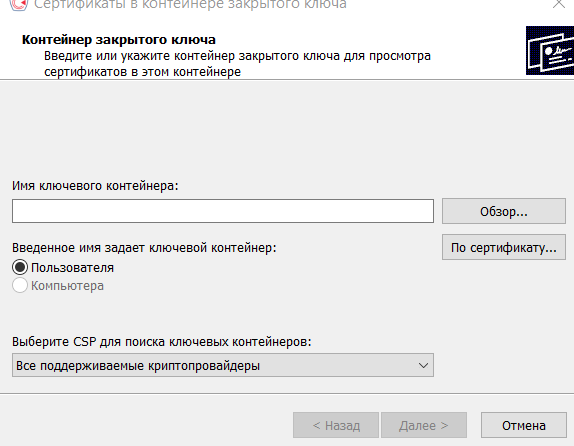 Сертификаты в контейнере закрытого ключа
Контейнер закрытого ключа
Введите или укажите контейнер закрытого ключа для просмотра
сертификатов в этом контейнере
Имя ключевого контейнера:
Обзор...
Введенное имя задает ключевой контейнер:
По сертификату...
Пользователя
Компьютера
Выберите CSP для поиска ключевых контейнеров:
Все поддерживаемые криптопровайдеры
< Назад
Далее >
Отмена